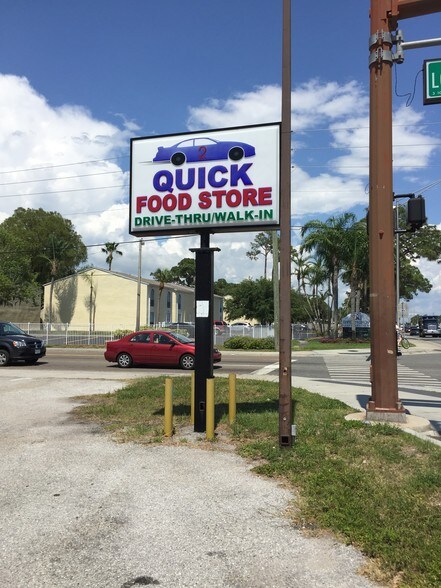 2
QUICK
FOOD STORE
DRIVE-THRU/WALK-IN
L